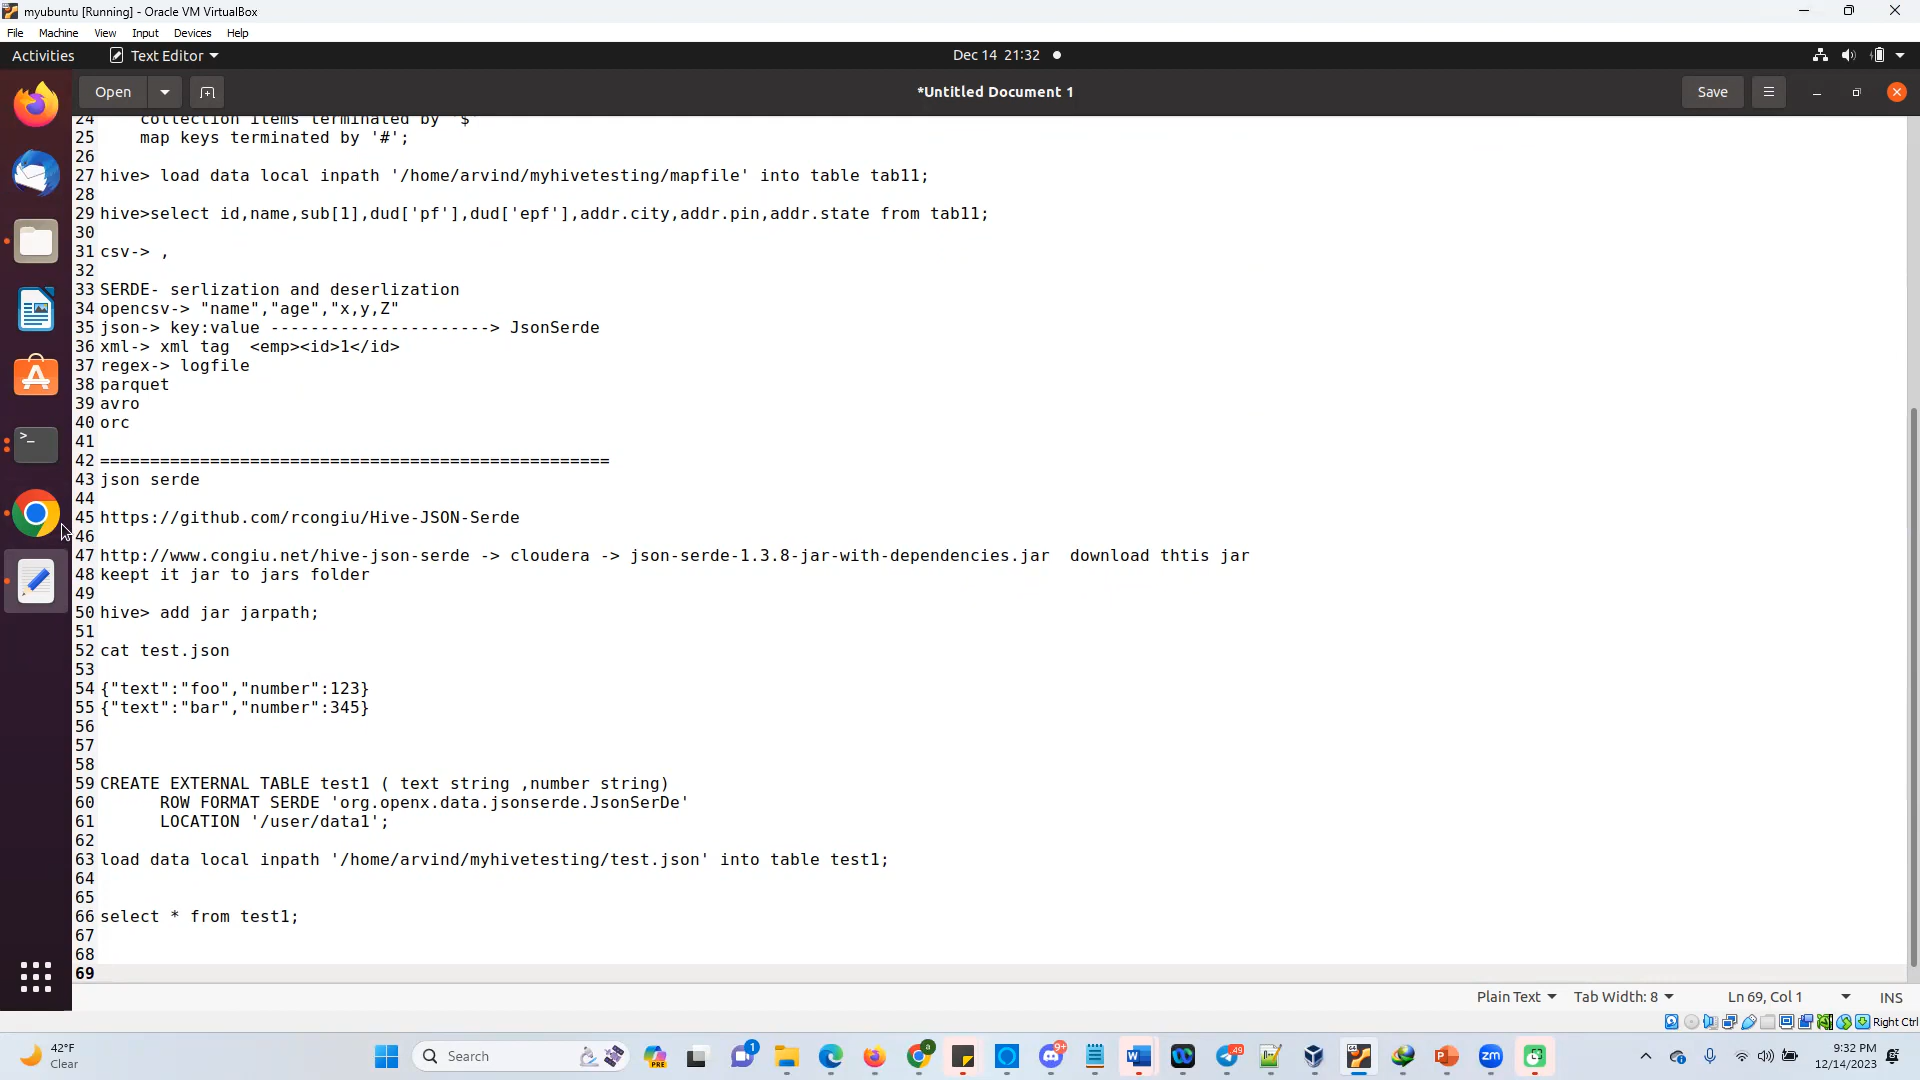 myubuntu [Running] - Oracle VM VirtualBox
File Machine View Input Devices Help
Activities Text Editor Dec 14 21:32
Open *Untitled Document 1 Save
24 collection items terminated by '$'
25 map keys terminated by '#';
26
27 hive> load data local inpath '/home/arvind/myhivetesting/mapfile' into table tab11;
28
29 hive>select id,name,sub[1],dud['pf'],dud['epf'],addr.city,addr.pin,addr.state from tab11;
30
31 csv-> ,
32
33 SERDE- serlization and deserlization
34 opencsv-> "name","age","x,y,Z"
35 json-> key:value ----------------------> JsonSerde
36 xml-> xml tag <emp><id>1</id>
37 regex-> logfile
38 parquet
39 avro
40 orc
41
42 ===================================================
43 json serde
44
45 https://github.com/rcongiu/Hive-JSON-Serde
46
47 http://www.congiu.net/hive-json-serde -> cloudera -> json-serde-1.3.8-jar-with-dependencies.jar download thtis jar
48 keept it jar to jars folder
49
50 hive> add jar jarpath;
51
52 cat test.json
53
54 {"text":"foo","number":123}
55 {"text":"bar","number":345}
56
57
58
59 CREATE EXTERNAL TABLE test1 ( text string ,number string)
60 ROW FORMAT SERDE 'org.openx.data.jsonserde.JsonSerDe'
61 LOCATION '/user/data1';
62
63 load data local inpath '/home/arvind/myhivetesting/test.json' into table test1;
64
65
66 select * from test1;
67
68
69
Plain Text Tab Width: 8 Ln 69, Col 1 INS
Right Ctrl
42°F
Clear
Search
PRE
1
a
9+
49
zm
9:32 PM
12/14/2023